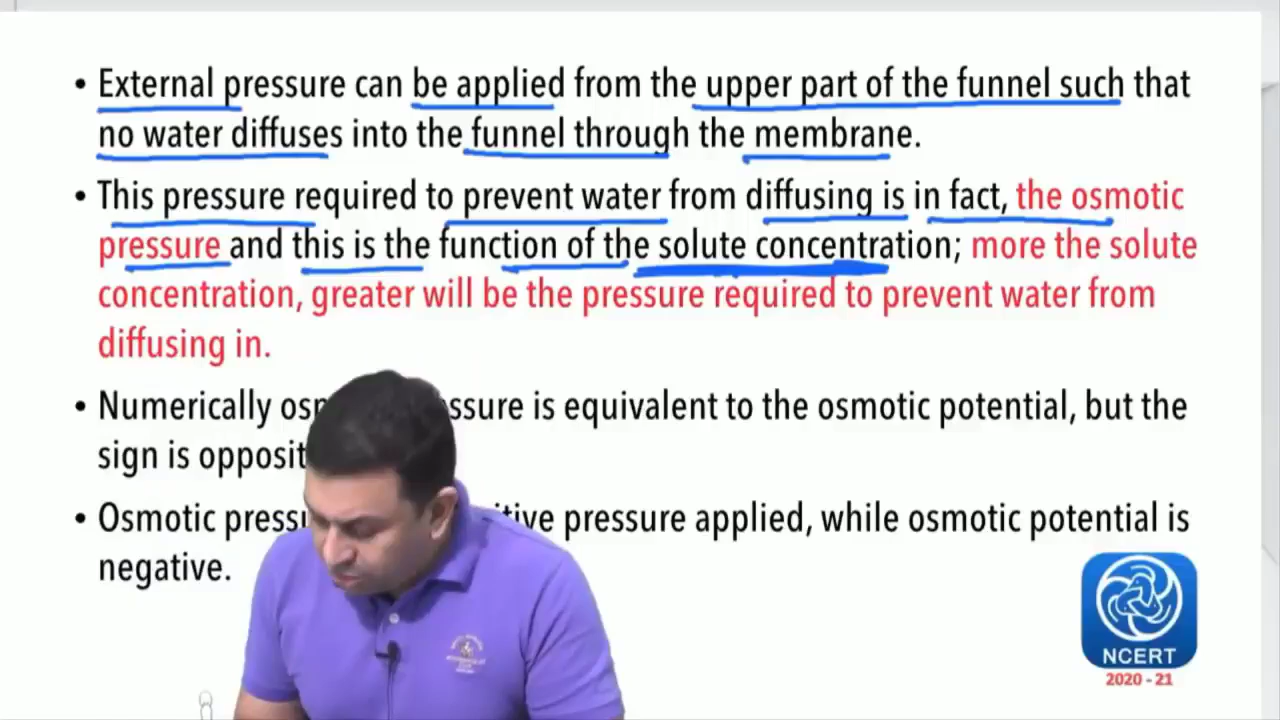 • External pressure can be applied from the upper part of the funnel such that
no water diffuses into the funnel through the membrane.
• This pressure required to prevent water from diffusing is in fact, the osmotic
pressure and this is the function of the solute concentration; more the solute
concentration, greater will be the pressure required to prevent water from
diffusing in.
• Numerically ssure is equivalent to the osmotic potential, but the
sign is
• Osmotic pressure applied, while osmotic potential is
negative.
NCERT
2020 - 21